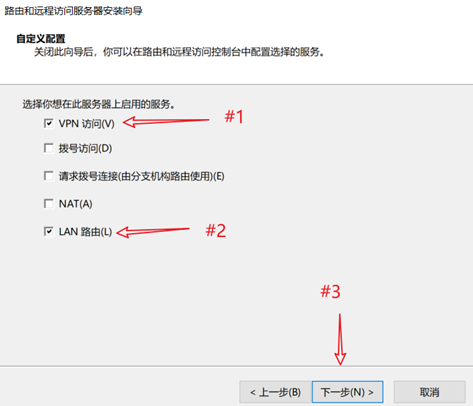 路由和远程访问服务器安装向导
自定义配置
关闭此向导后，你可以在路由和远程访问控制台中配置选择的服务。
选择你想在此服务器上启用的服务。
VPN 访问(V)
#1
拨号访问(D)
请求拨号连接(由分支机构路由使用)(E)
NAT(A)
LAN 路由(L)
#2
#3
< 上一步(B)
下一步(N) >
取消